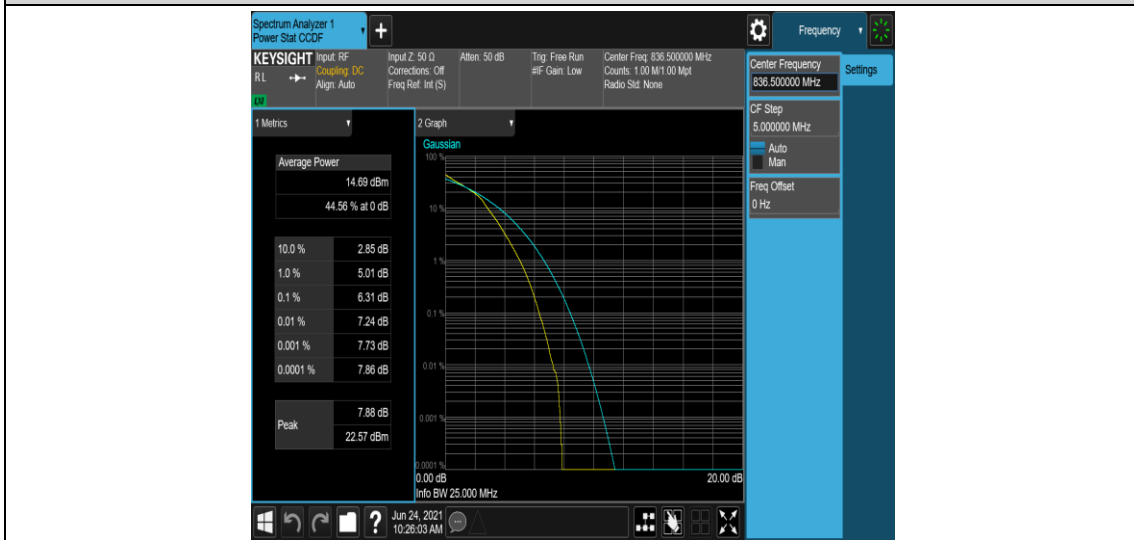 Spectrum Analyzer 1
Power Stat CCDF
+
Frequency
KEYSIGHT
RL
LXI
Input: RF
Coupling: DC
Align: Auto
Input Z: 50 Ω
Corrections: Off
Freq Ref: Int (S)
Atten: 50 dB
Trig: Free Run
#IF Gain: Low
Center Freq: 836.500000 MHz
Counts: 1.00 M/1.00 Mpt
Radio Std: None
Center Frequency
836.500000 MHz
Settings
CF Step
5.000000 MHz
Auto
Man
Freq Offset
0 Hz
1 Metrics
Average Power
14.69 dBm
44.56 % at 0 dB
10.0 % 2.85 dB
1.0 % 5.01 dB
0.1 % 6.31 dB
0.01 % 7.24 dB
0.001 % 7.73 dB
0.0001 % 7.86 dB
Peak
7.88 dB
22.57 dBm
2 Graph
Gaussian
100 %
10 %
1 %
0.1 %
0.01 %
0.001 %
0.0001 %
0.00 dB 20.00 dB
Info BW 25.000 MHz
?
Jun 24, 2021
10:26:03 AM